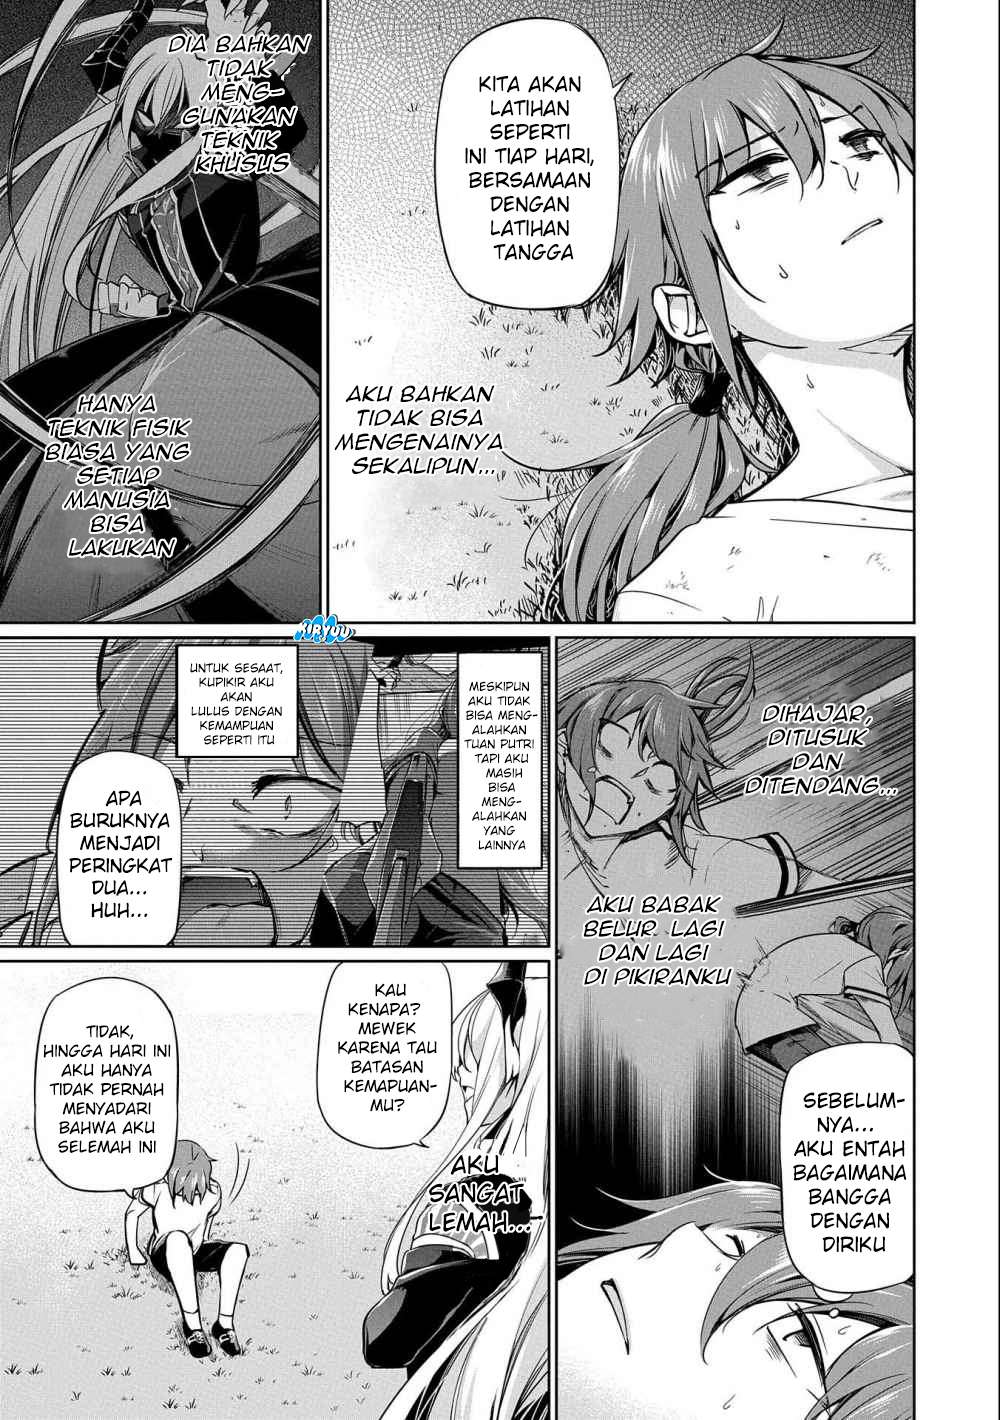 KITA AKAN
LATIHAN
SEPERTI
INI TIAP HARI,
BERSAMAAN
DENGAN
LATIHAN
TANGGA
AKU BAHKAN
TIDAK BISA
MENGENAINYA
SEKALIPUN...
DIA BAHKAN
TIDAK
MENG-
GUNAKAN
TEKNIK
KHUSUS
HANYA
TEKNIK FISIK
BIASA YANG
SETIAP
MANUSIA
BISA
LAKUKAN
KIRYUU
DIHAJAR,
DITUSUK
DAN
DITENDANG...
AKU BABAK
BELUR LAGI
DAN LAGI
DI PIKIRANKU
SEBELUM-
NYA...
AKU ENTAH
BAGAIMANA
BANGGA
DENGAN
DIRIKU
MESKIPUN
AKU TIDAK
BISA MENG-
ALAHKAN
TUAN PUTRI
TAPI AKU
MASIH
BISA
MENG-
ALAHKAN
YANG
LAINNYA
UNTUK SESAAT,
KUPIKIR AKU
AKAN
LULUS DENGAN
KEMAMPUAN
SEPERTI ITU
APA
BURUKNYA
MENJADI
PERINGKAT
DUA...
HUH...
KAU
KENAPA?
MEWEK
KARENA TAU
BATASAN
KEMAPUAN-
MU?
AKU
SANGAT
LEMAH...
TIDAK,
HINGGA HARI INI
AKU HANYA
TIDAK PERNAH
MENYADARI
BAHWA AKU
SELEMAH INI